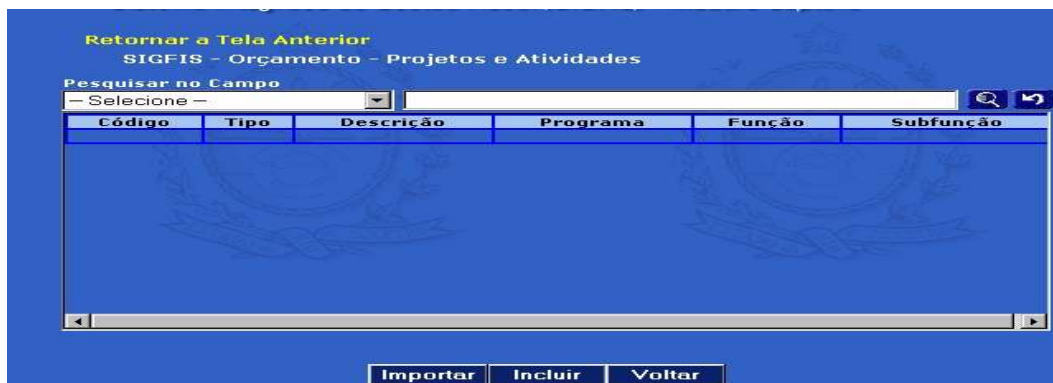 Retornar a Tela Anterior
SIGFIS - Orçamento - Projetos e Atividades
Pesquisar no Campo
-- Selecione --
Código Tipo Descrição Programa Função Subfunção
Importar Incluir Voltar